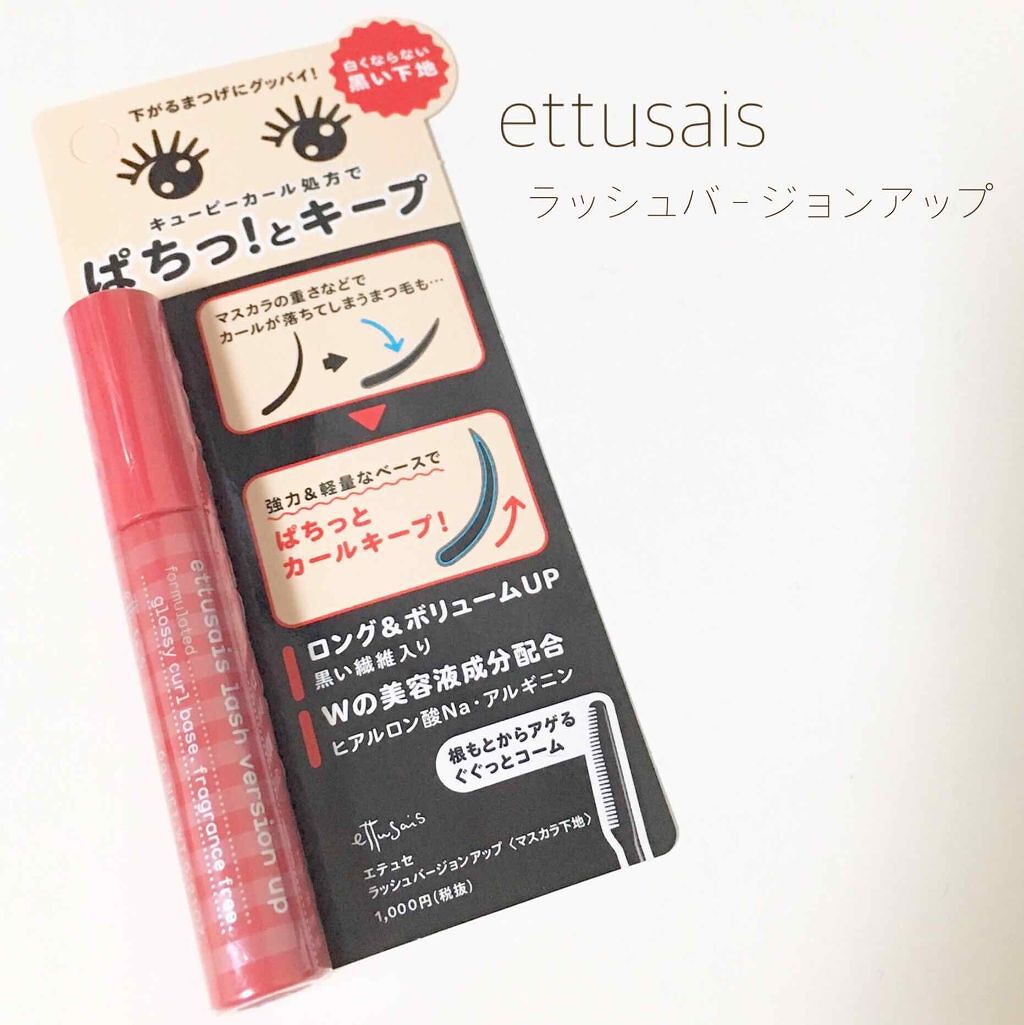 ettusais
ラッシュバージョンアップ
白くならない
黒い下地
下がるまつげにグッバイ!
キューピーカール処方で
ぱちっ!とキープ
マスカラの重さなどで
カールが落ちてしまうまつ毛も…
強力&軽量なベースで
ぱちっと
カールキープ!
ロング&ボリュームUP
黒い繊維入り
Wの美容液成分配合
ヒアルロン酸Na・アルギニン
根もとからアゲる
ぐぐっとコーム
ettusais
エテュセ
ラッシュバージョンアップ〈マスカラ下地〉
1,000円(税抜)
ettusais lash version up
formulated
glossy curl base. fragrance free.